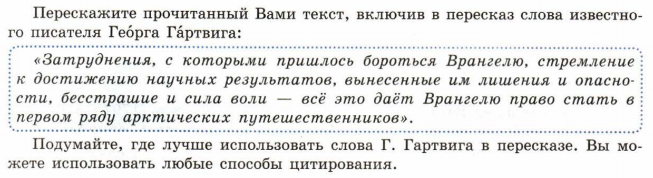 Перескажите прочитанный Вами текст, включив в пересказ слова известно-
го писателя Гео́рга Га́ртвига:
«Затруднения, с которыми пришлось бороться Врангелю, стремление
к достижению научных результатов, вынесенные им лишения и опасно-
сти, бесстрашие и сила воли — всё это даёт Врангелю право стать в
первом ряду арктических путешественников».
Подумайте, где лучше использовать слова Г. Гартвига в пересказе. Вы мо-
жете использовать любые способы цитирования.